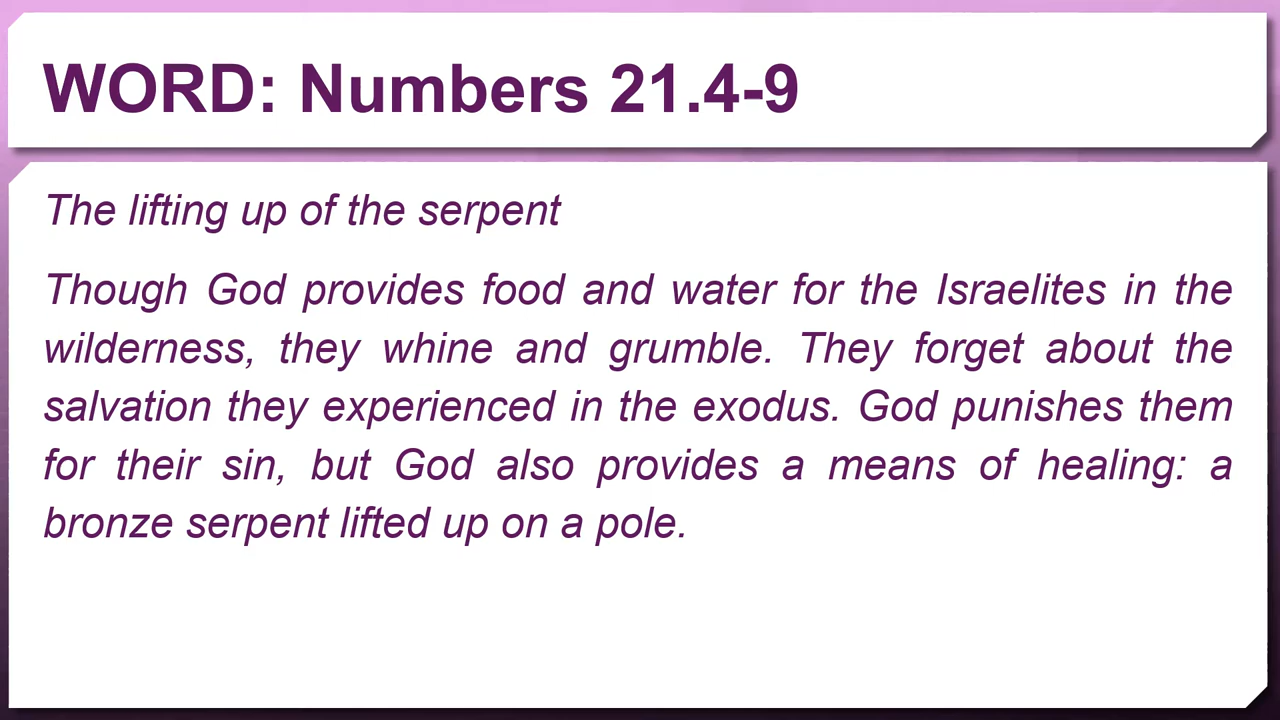 WORD: Numbers 21.4-9
The lifting up of the serpent
Though God provides food and water for the Israelites in the
wilderness, they whine and grumble. They forget about the
salvation they experienced in the exodus. God punishes them
for their sin, but God also provides a means of healing: a
bronze serpent lifted up on a pole.